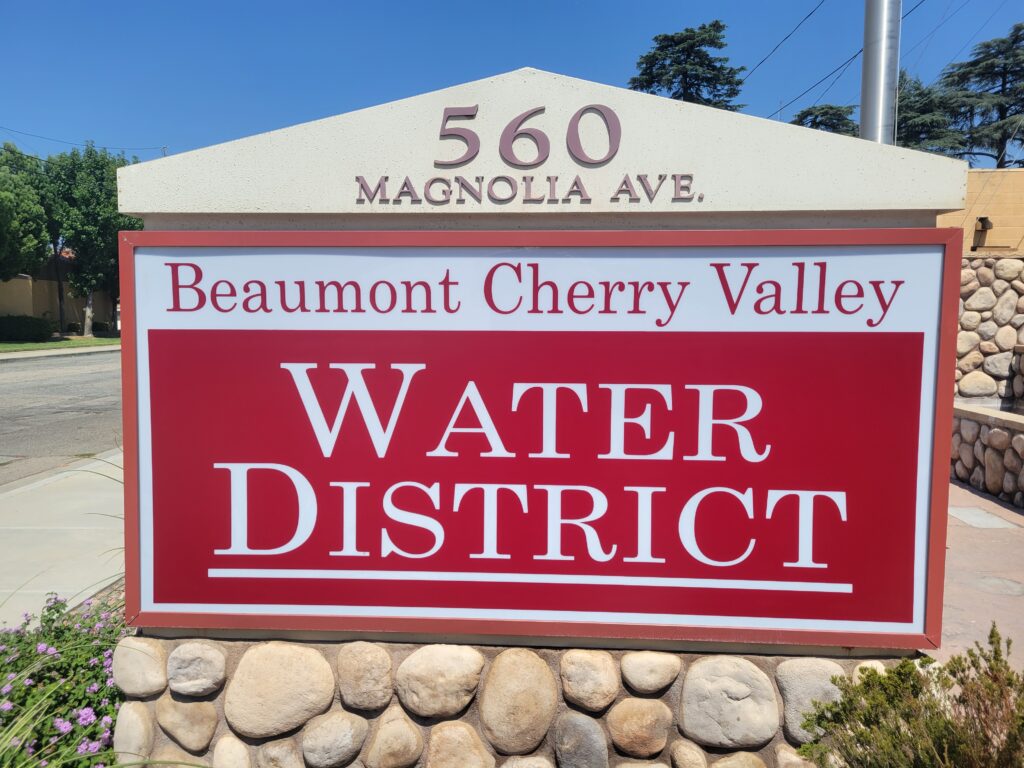 560
MAGNOLIA AVE.
Beaumont Cherry Valley
WATER
DISTRICT